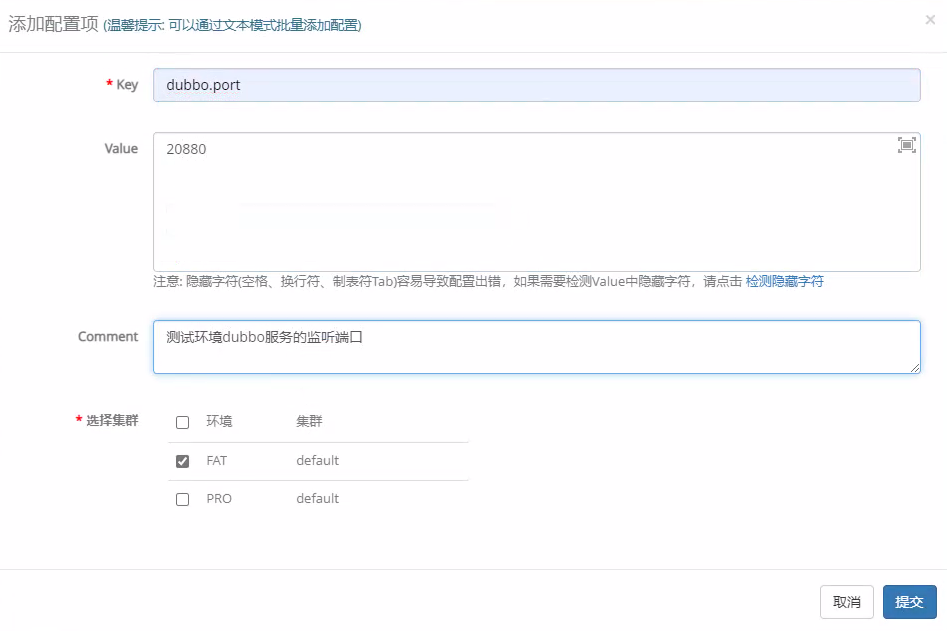 添加配置项 (温馨提示: 可以通过文本模式批量添加配置)
×
* Key
dubbo.port
Value
20880
注意: 隐藏字符(空格、换行符、制表符Tab)容易导致配置出错，如果需要检测Value中隐藏字符，请点击 检测隐藏字符
Comment
测试环境dubbo服务的监听端口
* 选择集群
环境 集群
FAT default
PRO default
取消 提交